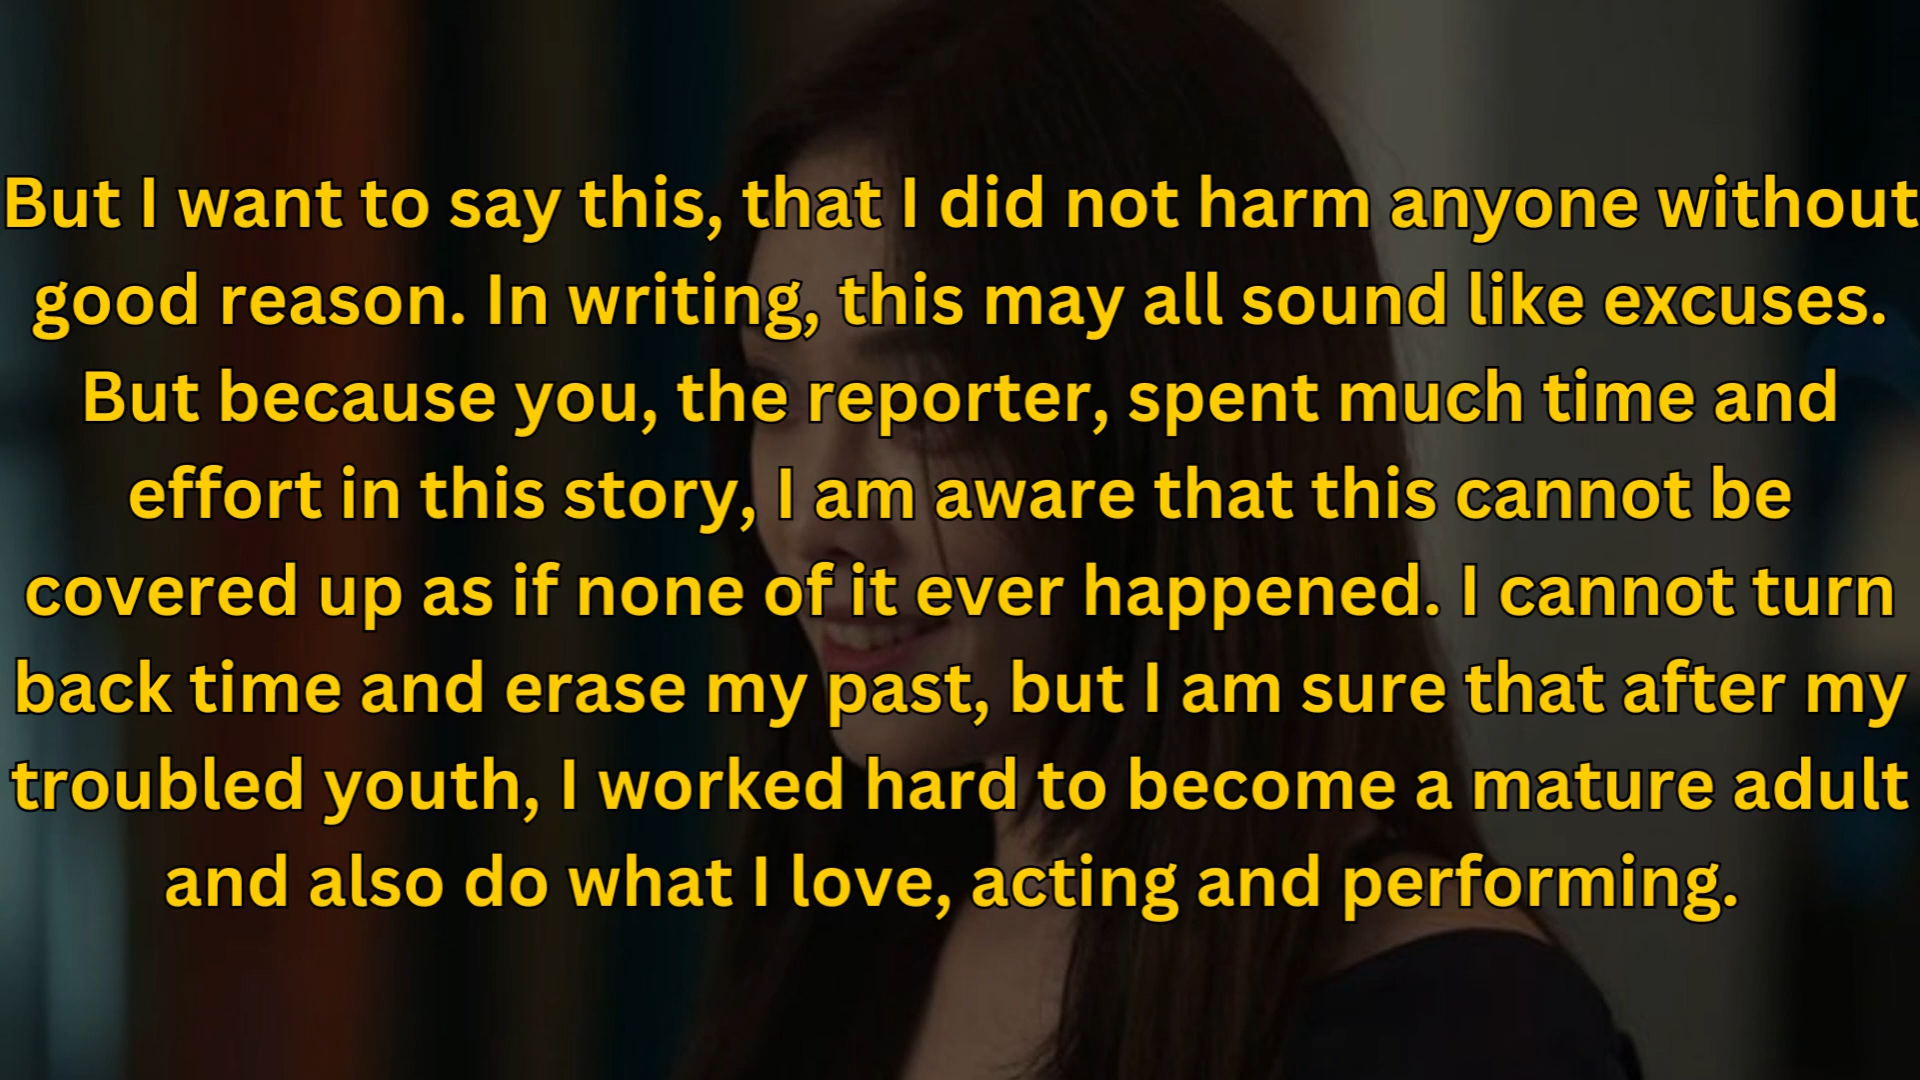 But I want to say this, that I did not harm anyone without
good reason. In writing, this may all sound like excuses.
But because you, the reporter, spent much time and
effort in this story, I am aware that this cannot be
covered up as if none of it ever happened. I cannot turn
back time and erase my past, but I am sure that after my
troubled youth, I worked hard to become a mature adult
and also do what I love, acting and performing.